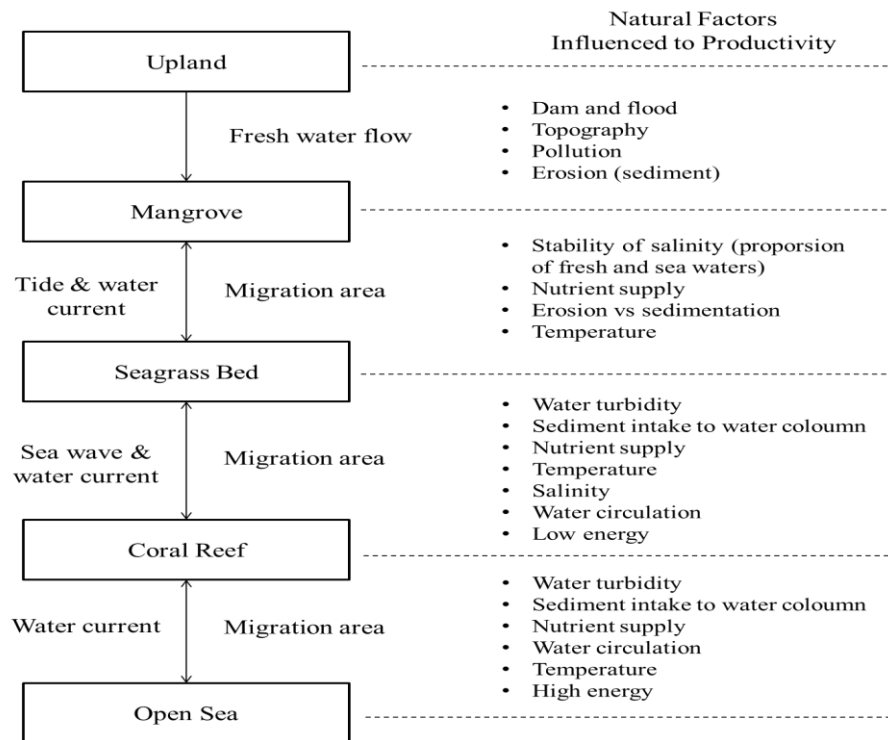 Natural Factors
Influenced to Productivity
Upland
Fresh water flow
• Dam and flood
• Topography
• Pollution
• Erosion (sediment)
Mangrove
Tide & water
current
Migration area
• Stability of salinity (proporsion
of fresh and sea waters)
• Nutrient supply
• Erosion vs sedimentation
• Temperature
Seagrass Bed
Sea wave &
water current
Migration area
• Water turbidity
• Sediment intake to water coloumn
• Nutrient supply
• Temperature
• Salinity
• Water circulation
• Low energy
Coral Reef
Water current
Migration area
• Water turbidity
• Sediment intake to water coloumn
• Nutrient supply
• Water circulation
• Temperature
• High energy
Open Sea